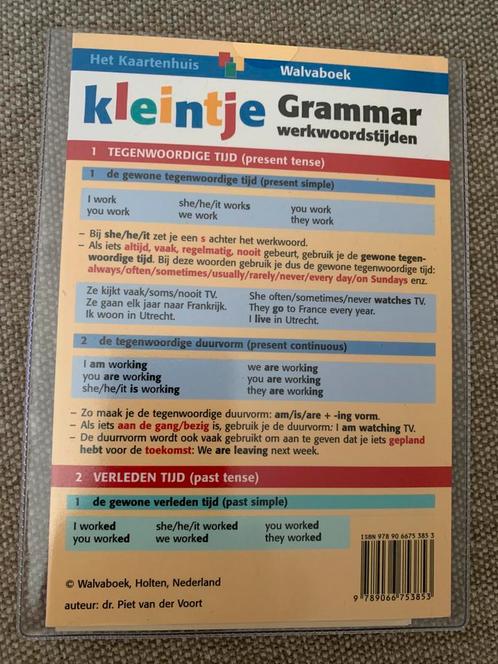 Het Kaartenhuis
Walvaboek
kleintje Grammar
werkwoordstijden
1 TEGENWOORDIGE TIJD (present tense)
1 de gewone tegenwoordige tijd (present simple)
I work she/he/it works you work
you work we work they work
– Bij she/he/it zet je een s achter het werkwoord.
– Als iets altijd, vaak, regelmatig, nooit gebeurt, gebruik je de gewone tegen-
woordige tijd. Bij deze woorden gebruik je dus de gewone tegenwoordige tijd:
always/often/sometimes/usually/rarely/never/every day/on Sundays enz.
Ze kijkt vaak/soms/nooit TV. She often/sometimes/never watches TV.
Ze gaan elk jaar naar Frankrijk. They go to France every year.
Ik woon in Utrecht. I live in Utrecht.
2 de tegenwoordige duurvorm (present continuous)
I am working we are working
you are working you are working
she/he/it is working they are working
– Zo maak je de tegenwoordige duurvorm: am/is/are + -ing vorm.
– Als iets aan de gang/bezig is, gebruik je de duurvorm: I am watching TV.
– De duurrvorm wordt ook vaak gebruikt om aan te geven dat je iets gepland
hebt voor de toekomst: We are leaving next week.
2 VERLEDEN TIJD (past tense)
1 de gewone verleden tijd (past simple)
I worked she/he/it worked you worked
you worked we worked they worked
ISBN 978 90 6675 385 3
9789066753853
© Walvaboek, Holten, Nederland
auteur: dr. Piet van der Voort